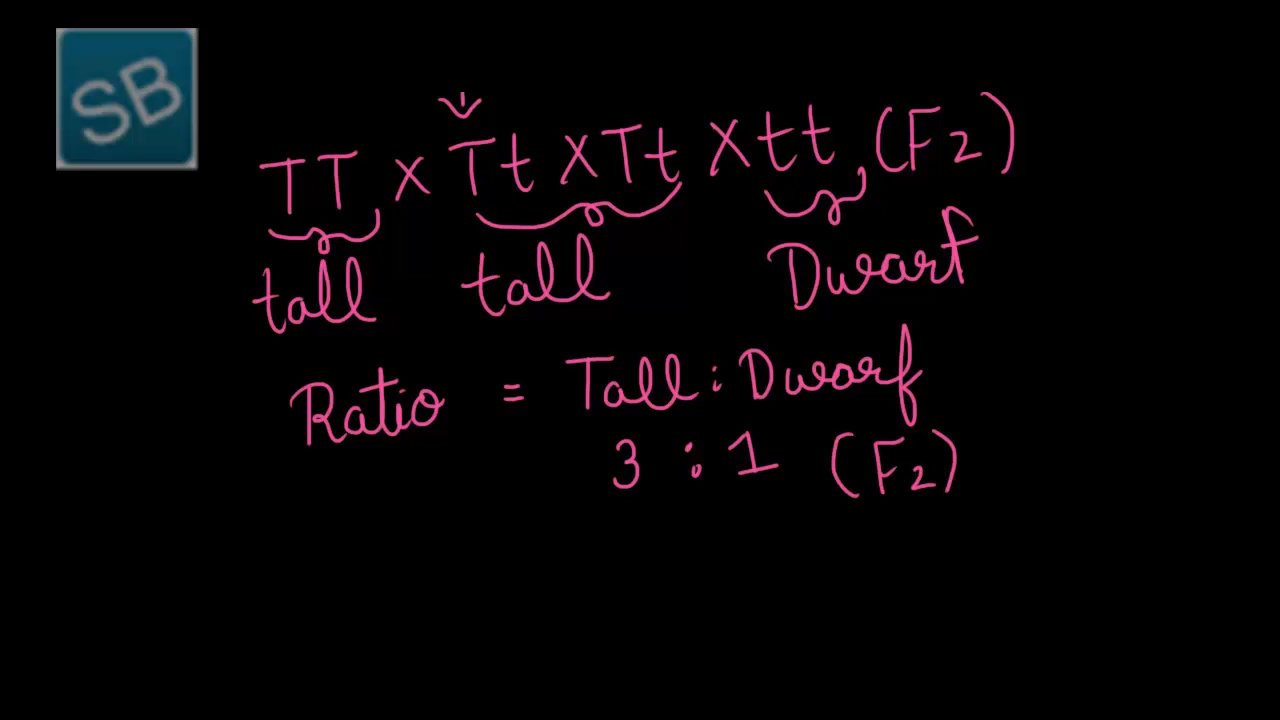 SB
TT x Tt x Tt x tt, (F2)
tall tall Dwarf
Ratio = Tall : Dwarf
3 : 1 (F2)